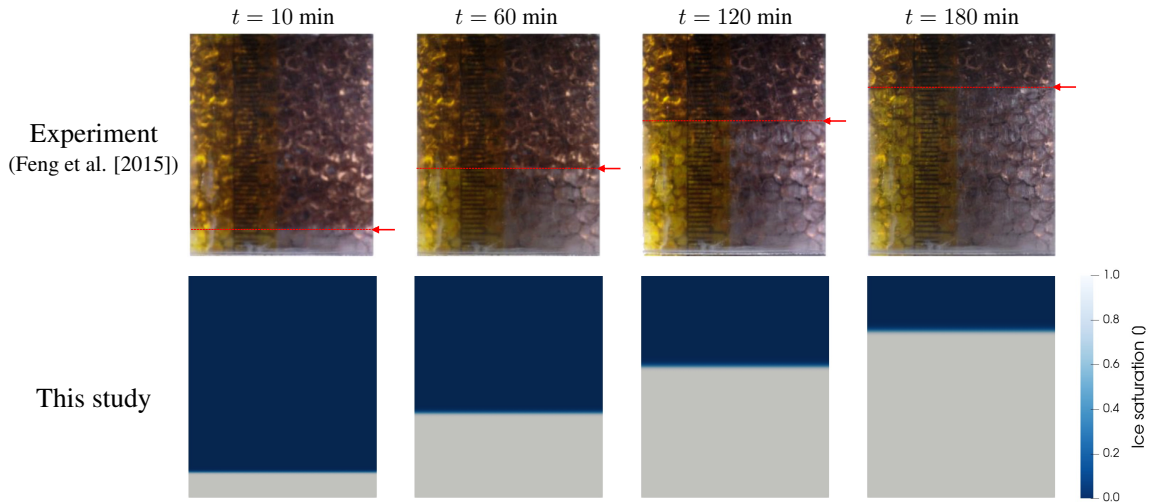 t = 10 min
t = 60 min
t = 120 min
t = 180 min
Experiment
(Feng et al. [2015])
This study
1.0
0.8
0.6
0.4
0.2
0.0
Ice saturation ()